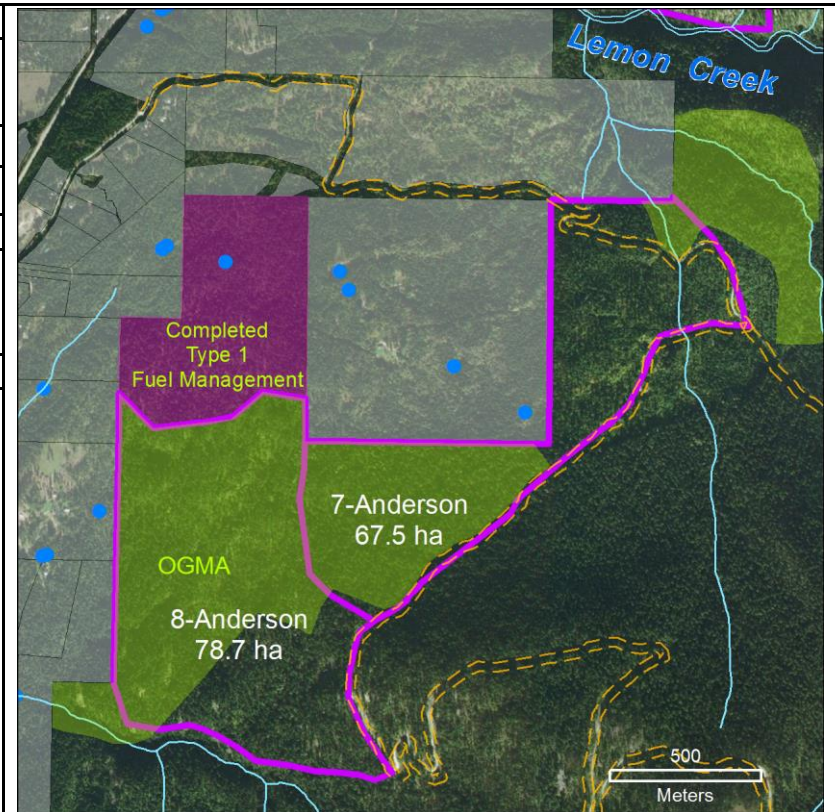 Lemon Creek
Completed
Type 1
Fuel Management
7-Anderson
67.5 ha
OGMA
8-Anderson
78.7 ha
500
Meters